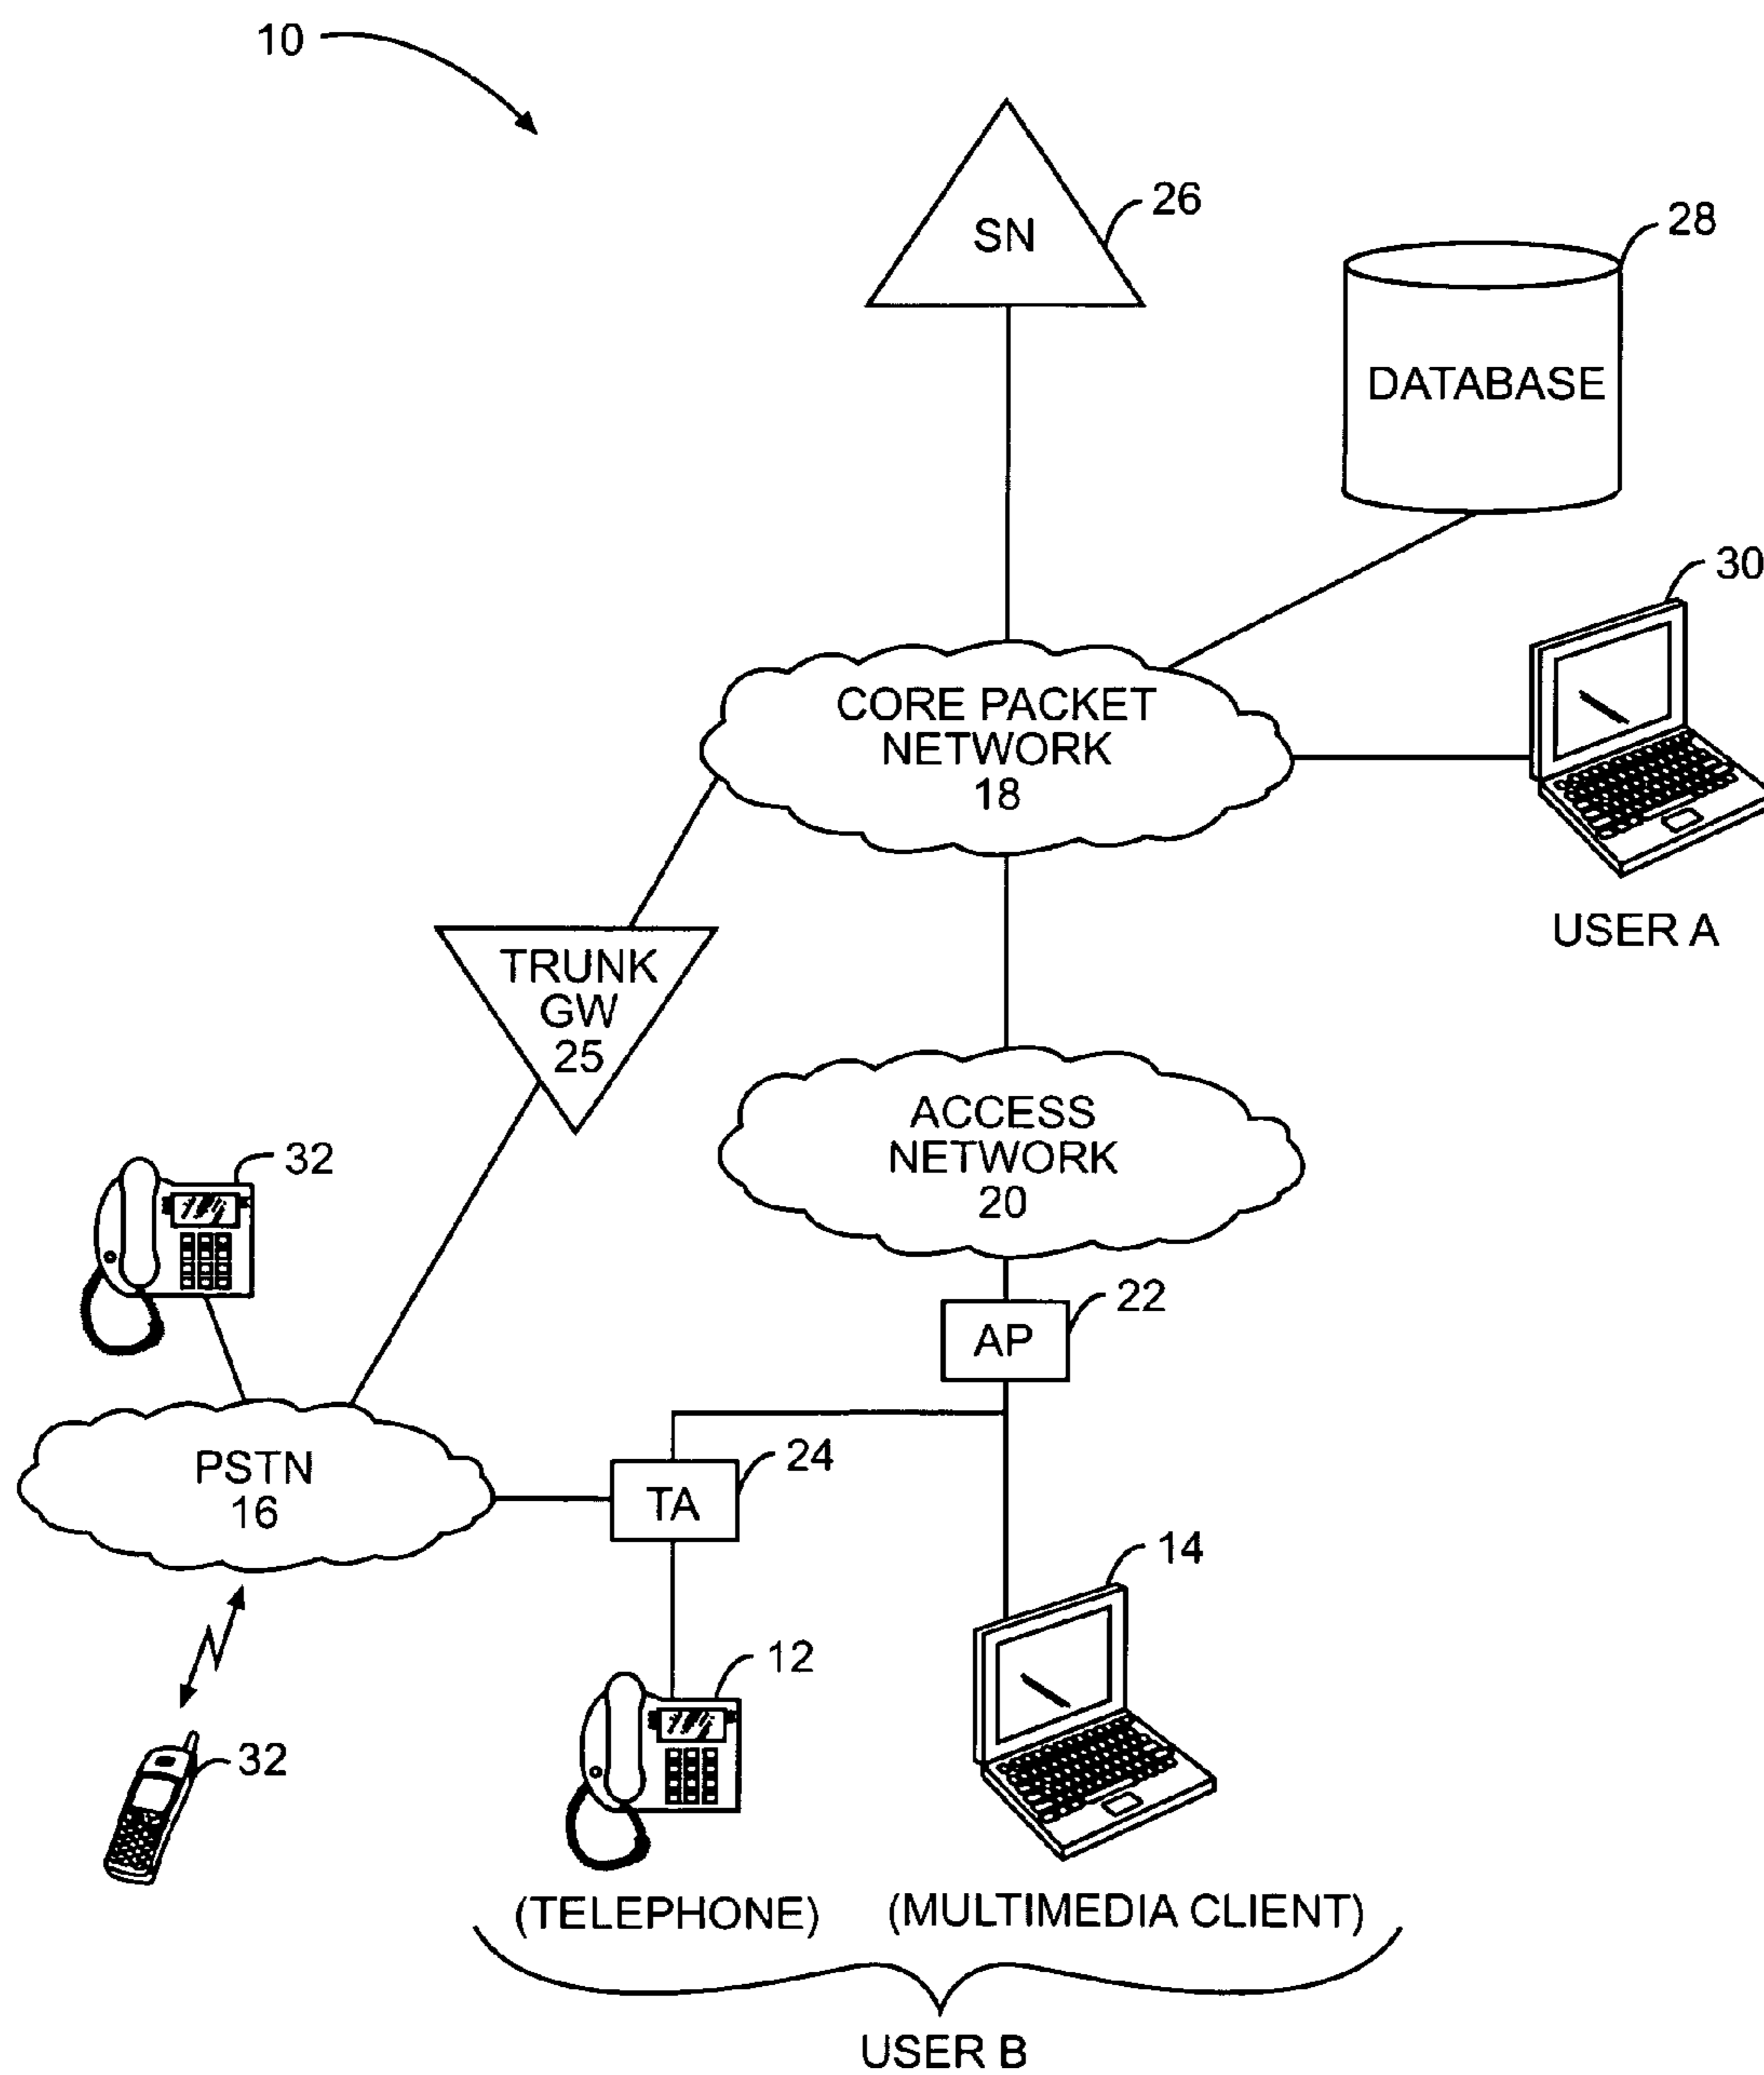 10
SN
26
28
DATABASE
30
CORE PACKET
NETWORK
18
USER A
TRUNK
GW
25
ACCESS
NETWORK
20
32
22
AP
PSTN
16
24
TA
14
12
32
(TELEPHONE)
(MULTIMEDIA CLIENT)
USER B